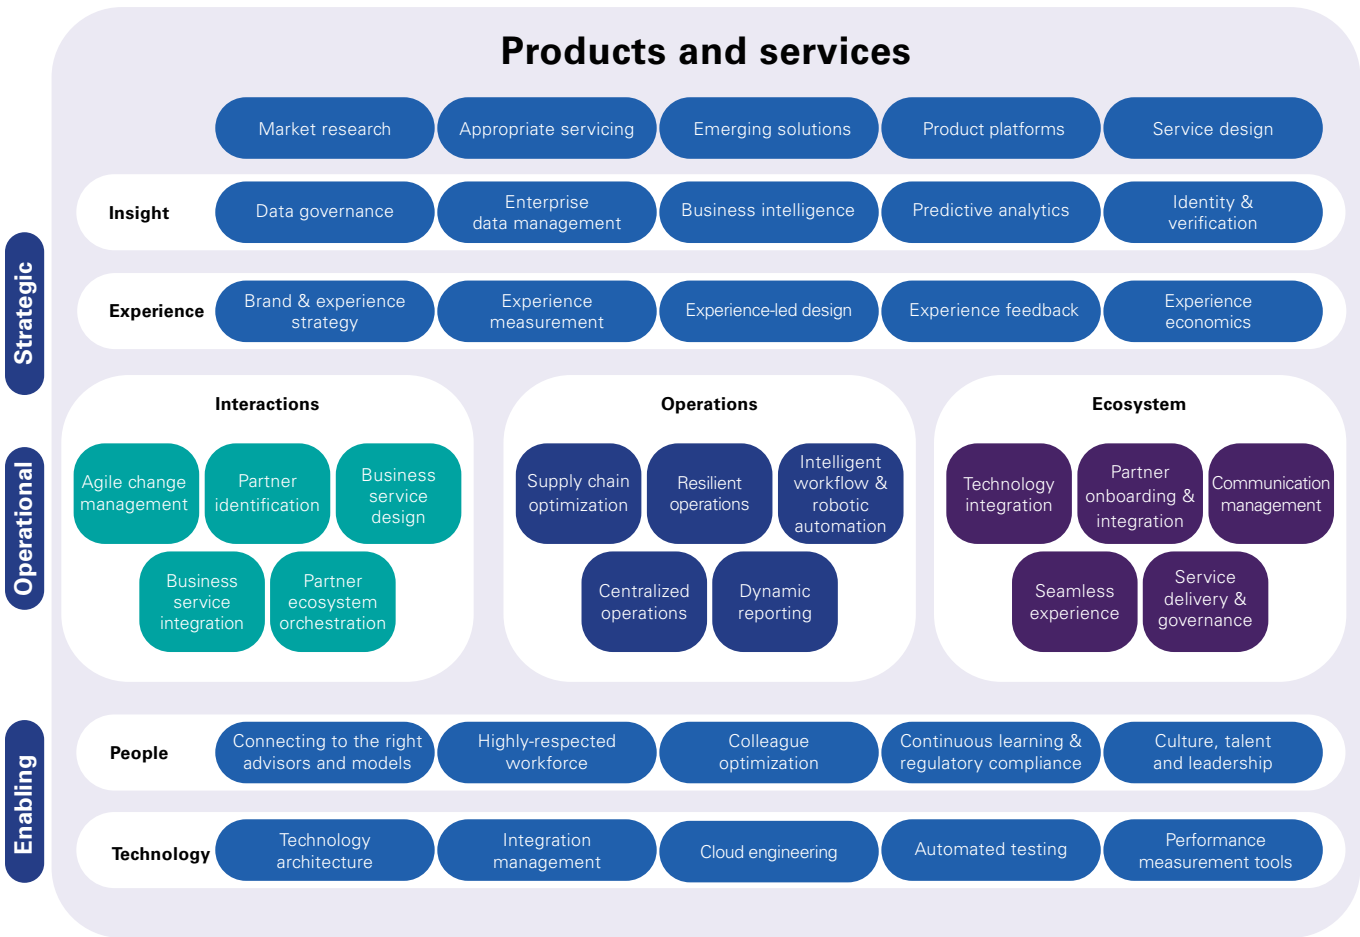 Products and services
Market research
Appropriate servicing
Emerging solutions
Product platforms
Service design
Strategic
Insight
Data governance
Enterprise
data management
Business intelligence
Predictive analytics
Identity &
verification
Experience
Brand & experience
strategy
Experience
measurement
Experience-led design
Experience feedback
Experience
economics
Operational
Interactions
Agile change
management
Partner
identification
Business
service
design
Business
service
integration
Partner
ecosystem
orchestration
Operations
Supply chain
optimization
Resilient
operations
Intelligent
workflow &
robotic
automation
Centralized
operations
Dynamic
reporting
Ecosystem
Technology
integration
Partner
onboarding &
integration
Communication
management
Seamless
experience
Service
delivery &
governance
Enabling
People
Connecting to the right
advisors and models
Highly-respected
workforce
Colleague
optimization
Continuous learning &
regulatory compliance
Culture, talent
and leadership
Technology
Technology
architecture
Integration
management
Cloud engineering
Automated testing
Performance
measurement tools